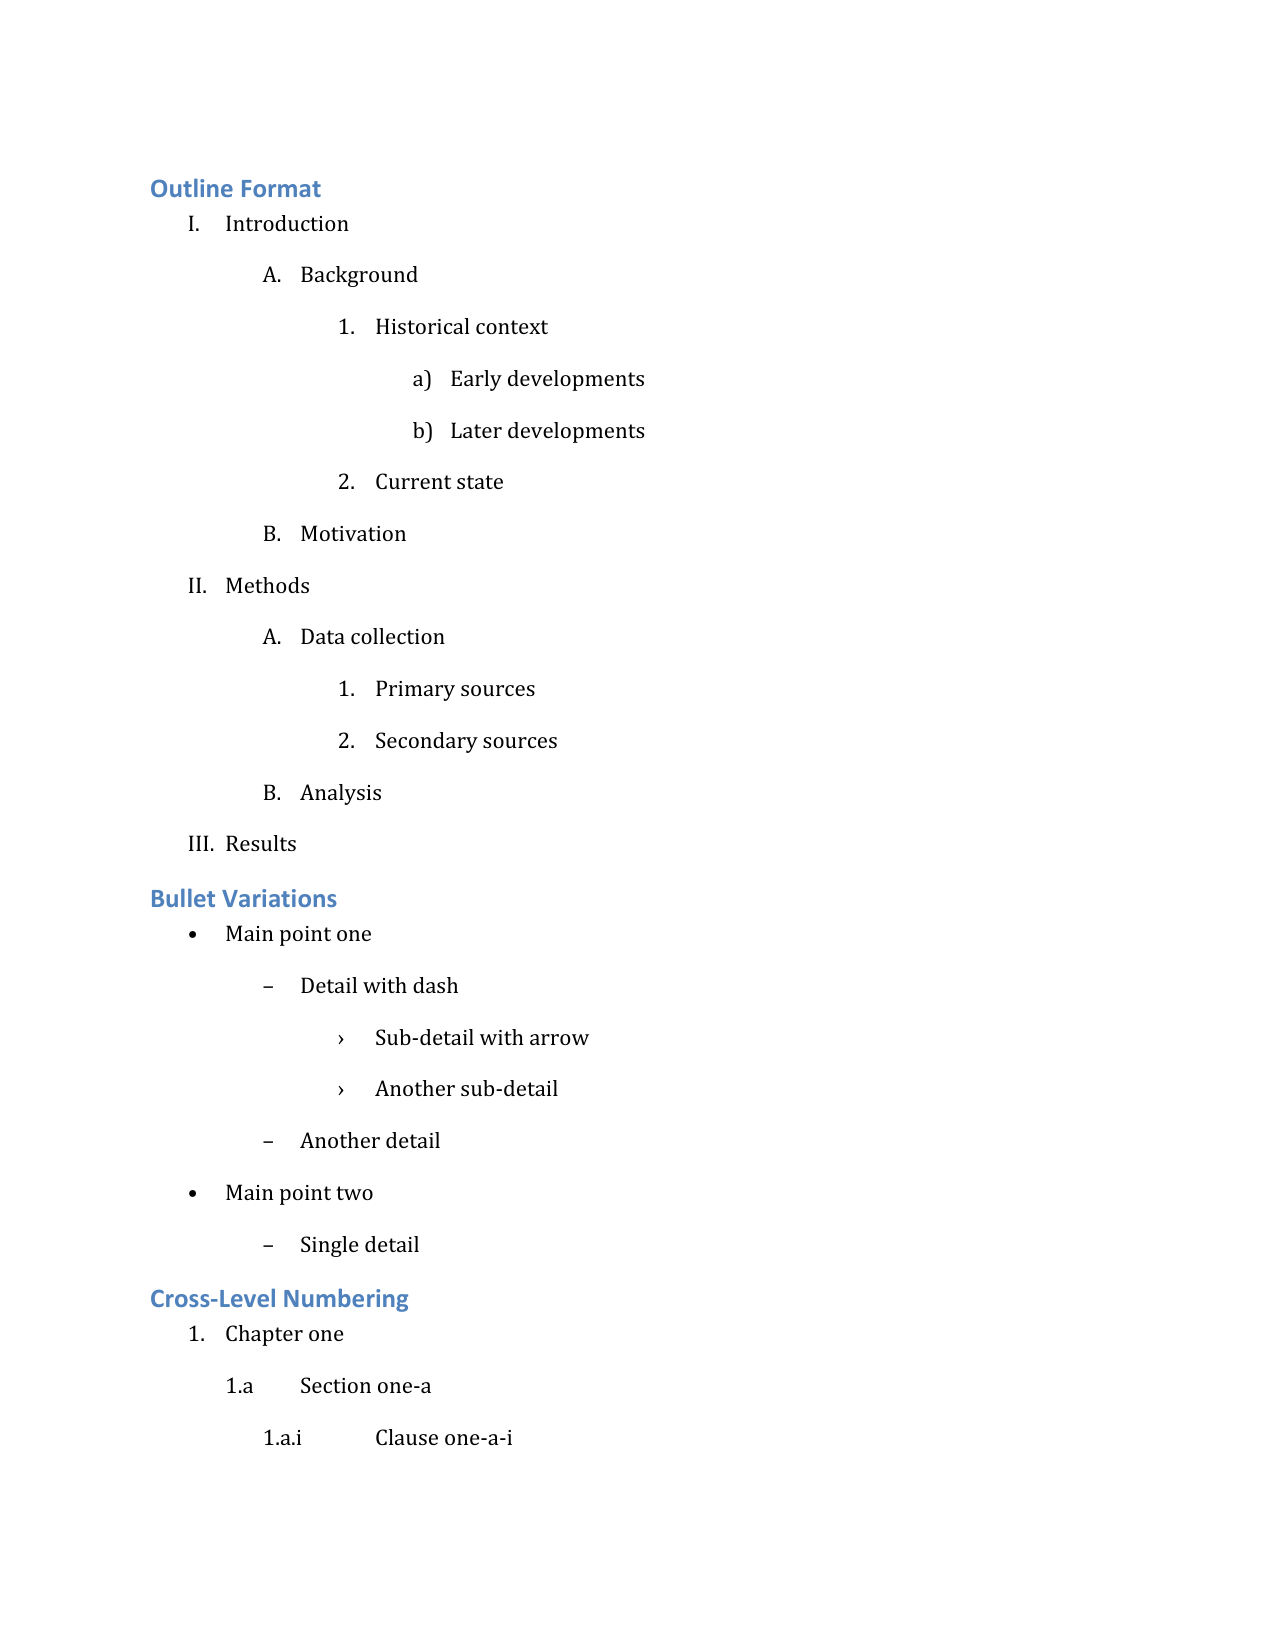 Outline Format
I. Introduction
A. Background
1. Historical context
a) Early developments
b) Later developments
2. Current state
B. Motivation
II. Methods
A. Data collection
1. Primary sources
2. Secondary sources
B. Analysis
III. Results
Bullet Variations
• Main point one
– Detail with dash
› Sub-detail with arrow
› Another sub-detail
– Another detail
• Main point two
– Single detail
Cross-Level Numbering
1. Chapter one
1.a Section one-a
1.a.i Clause one-a-i